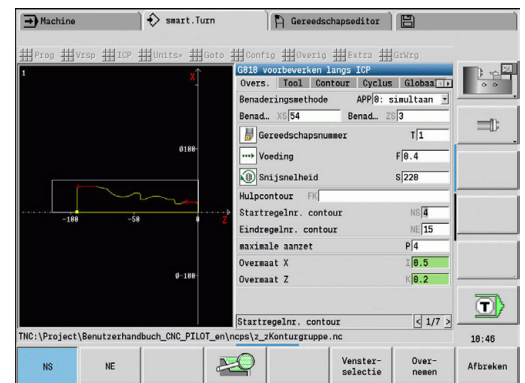 Machine smart.Turn Gereedschapseditor
Prog Vrsp ICP Units» Goto Config Overig Extra GrWrg
1 X
G810 voorbewerken langs ICP
Overs. Tool Contour Cyclus Globaa
Benaderingsmethode APP 0: simultaan
Benad… XS 54 Benad… ZS 3
Gereedschapsnummer T 1
Voeding F 0.4
Snijsnelheid S 220
Hulpcontour FK
Startregelnr. contour NS 4
Eindregelnr. contour NE 15
maximale aanzet P 4
Overmaat X I 0.5
Overmaat Z K 0.2
Startregelnr. contour < 1/7 >
0 100
-100 -50 0 Z
0-100
T
TNC:\Project\Benutzerhandbuch_CNC_PILOT_en\ncps\z_zKonturgruppe.nc
10:46
NS NE Venster-
selectie Over-
nemen Afbreken